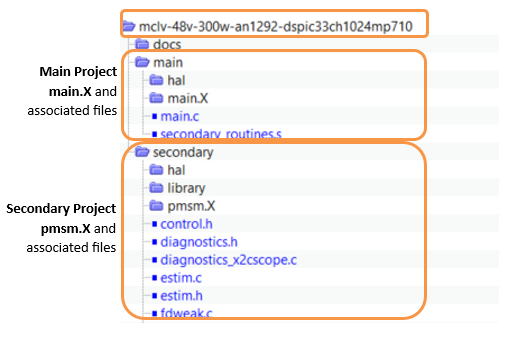 mclv-48v-300w-an1292-dspic33ch1024mp710
docs
Main Project
main.X and
associated files
main
hal
main.X
main.c
secondary_routines.s
Secondary Project
pmsm.X and
associated files
secondary
hal
library
pmsm.X
control.h
diagnostics.h
diagnostics_x2cscope.c
estim.c
estim.h
fdweak.c